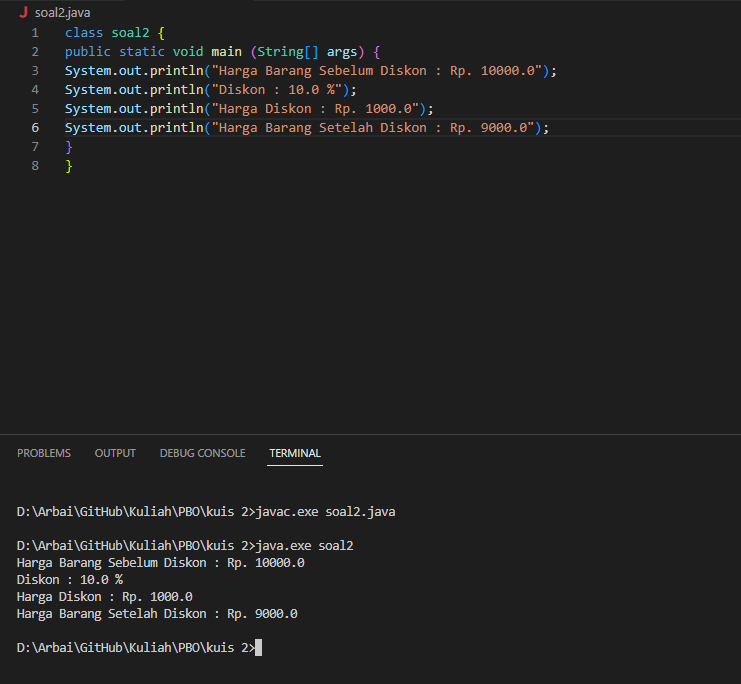 J soal2.java
1 class soal2 {
2 public static void main (String[] args) {
3 System.out.println("Harga Barang Sebelum Diskon : Rp. 10000.0");
4 System.out.println("Diskon : 10.0 %");
5 System.out.println("Harga Diskon : Rp. 1000.0");
6 System.out.println("Harga Barang Setelah Diskon : Rp. 9000.0");
7 }
8 }
PROBLEMS OUTPUT DEBUG CONSOLE TERMINAL
D:\Arbai\GitHub\Kuliah\PBO\kuis 2>javac.exe soal2.java
D:\Arbai\GitHub\Kuliah\PBO\kuis 2>java.exe soal2
Harga Barang Sebelum Diskon : Rp. 10000.0
Diskon : 10.0 %
Harga Diskon : Rp. 1000.0
Harga Barang Setelah Diskon : Rp. 9000.0
D:\Arbai\GitHub\Kuliah\PBO\kuis 2>